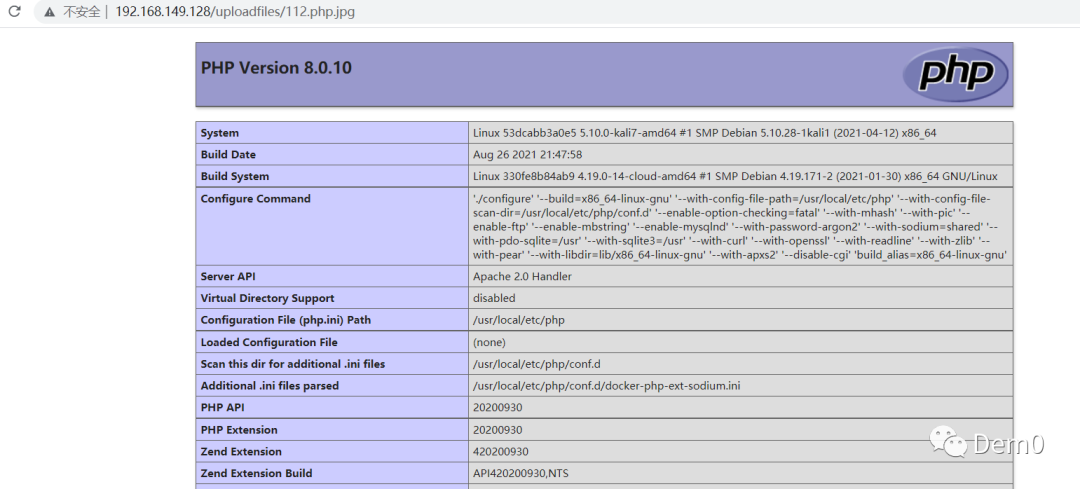 不安全 | 192.168.149.128/uploadfiles/112.php.jpg
PHP Version 8.0.10
php
System Linux 53dcabb3a0e5 5.10.0-kali7-amd64 #1 SMP Debian 5.10.28-1kali1 (2021-04-12) x86_64
Build Date Aug 26 2021 21:47:58
Build System Linux 330fe8b84ab9 4.19.0-14-cloud-amd64 #1 SMP Debian 4.19.171-2 (2021-01-30) x86_64 GNU/Linux
Configure Command './configure' '--build=x86_64-linux-gnu' '--with-config-file-path=/usr/local/etc/php' '--with-config-file-
scan-dir=/usr/local/etc/php/conf.d' '--enable-option-checking=fatal' '--with-mhash' '--with-pic' '--
enable-ftp' '--enable-mbstring' '--enable-mysqlnd' '--with-password-argon2' '--with-sodium=shared' '--
with-pdo-sqlite=/usr' '--with-sqlite3=/usr' '--with-curl' '--with-openssl' '--with-readline' '--with-zlib' '--
with-pear' '--with-libdir=lib/x86_64-linux-gnu' '--with-apxs2' '--disable-cgi' 'build_alias=x86_64-linux-gnu'
Server API Apache 2.0 Handler
Virtual Directory Support disabled
Configuration File (php.ini) Path /usr/local/etc/php
Loaded Configuration File (none)
Scan this dir for additional .ini files /usr/local/etc/php/conf.d
Additional .ini files parsed /usr/local/etc/php/conf.d/docker-php-ext-sodium.ini
PHP API 20200930
PHP Extension 20200930
Zend Extension 420200930
Zend Extension Build API420200930,NTS
Dem0